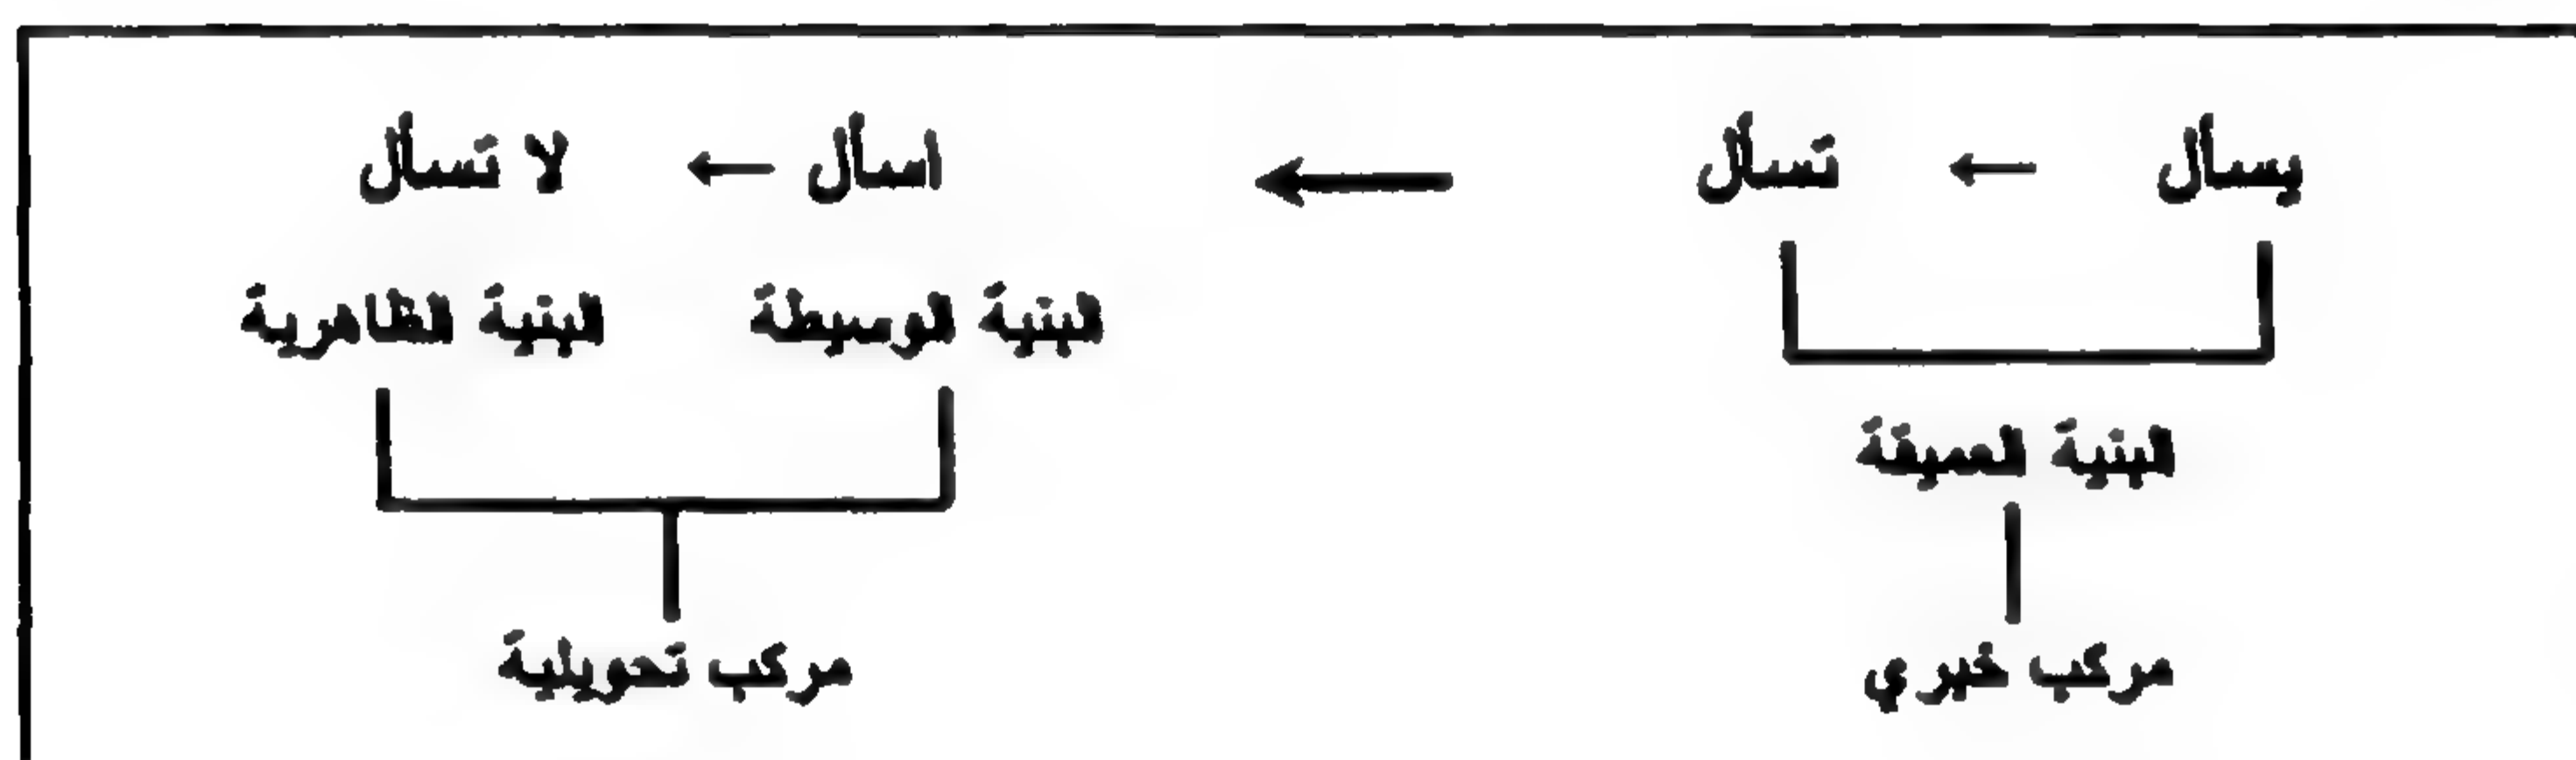 يسأل ← تسأل ← اسأل ← لا تسأل
البنية الوسيطة البنية الظاهرية
البنية العميقة
مركب خبري مركب تحويلية